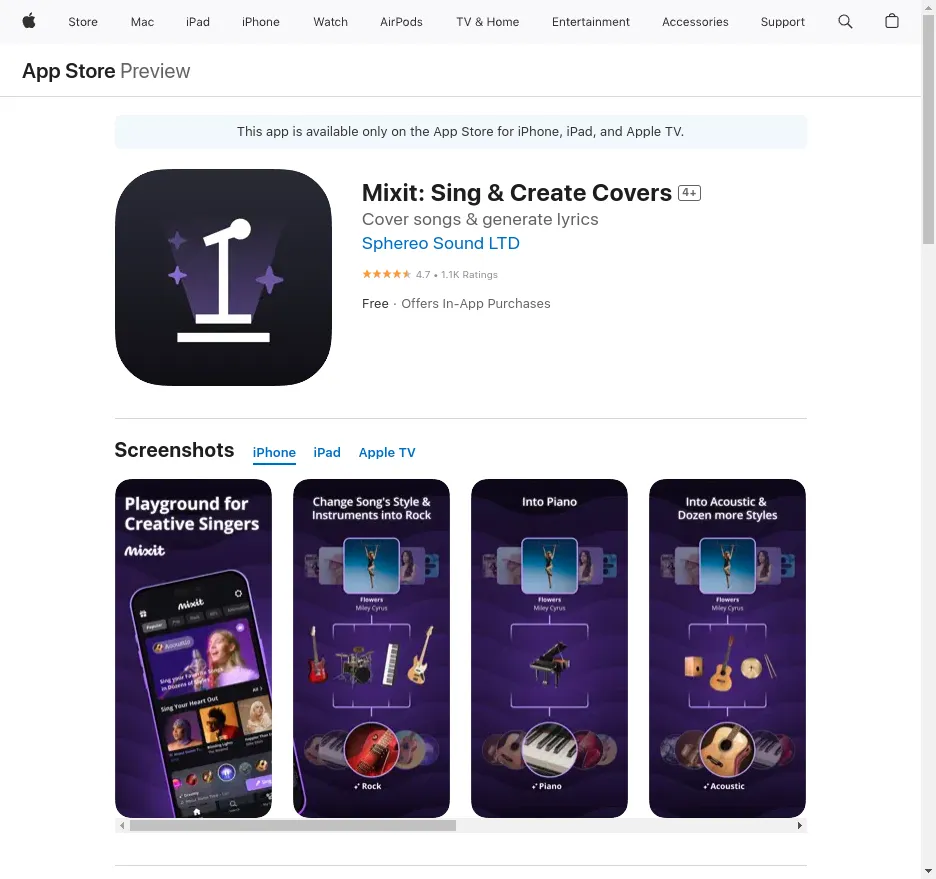 Store Mac iPad iPhone Watch AirPods TV & Home Entertainment Accessories Support
App Store Preview
This app is available only on the App Store for iPhone, iPad, and Apple TV.
Mixit: Sing & Create Covers 4+
Cover songs & generate lyrics
Sphereo Sound LTD
4.7 • 1.1K Ratings
Free · Offers In-App Purchases
Screenshots iPhone iPad Apple TV
Playground for
Creative Singers
mixit
mixit
Popular
Acoustic
Sing your Favorite Songs
in Dozens of Styles
Sing Your Heart Out
All
Blinding Lights
Change Song's Style &
Instruments into Rock
Flowers
Miley Cyrus
Rock
Into Piano
Flowers
Miley Cyrus
Piano
Into Acoustic &
Dozen more Styles
Flowers
Miley Cyrus
Acoustic